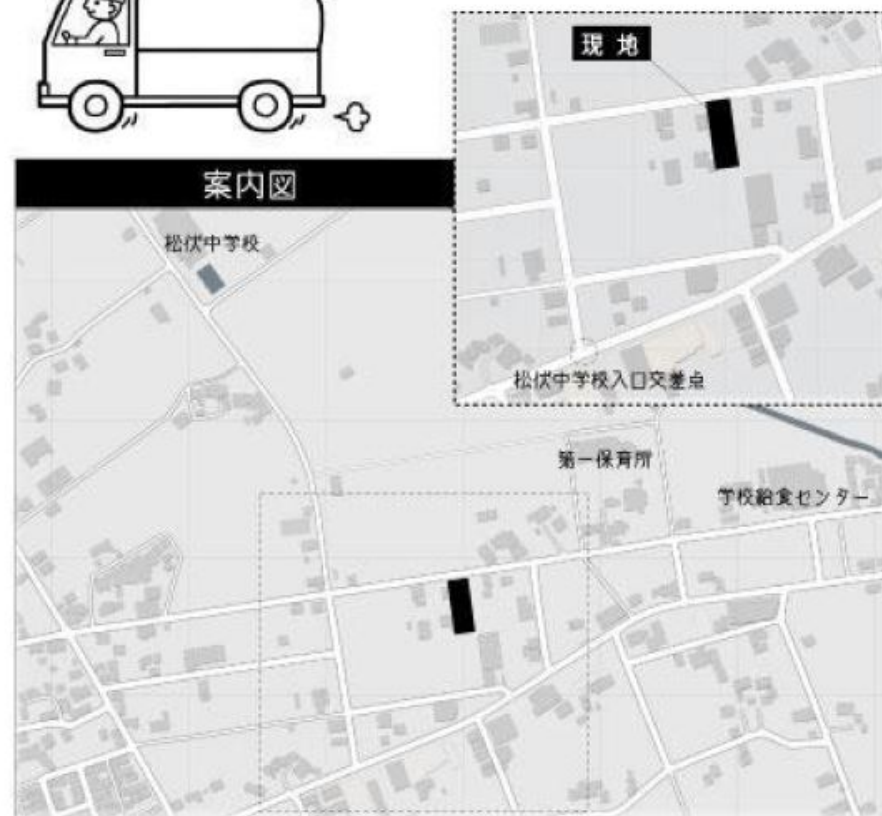 現地
案内図
松伏中学校
松伏中学校入口交差点
第一保育所
学校給食センター